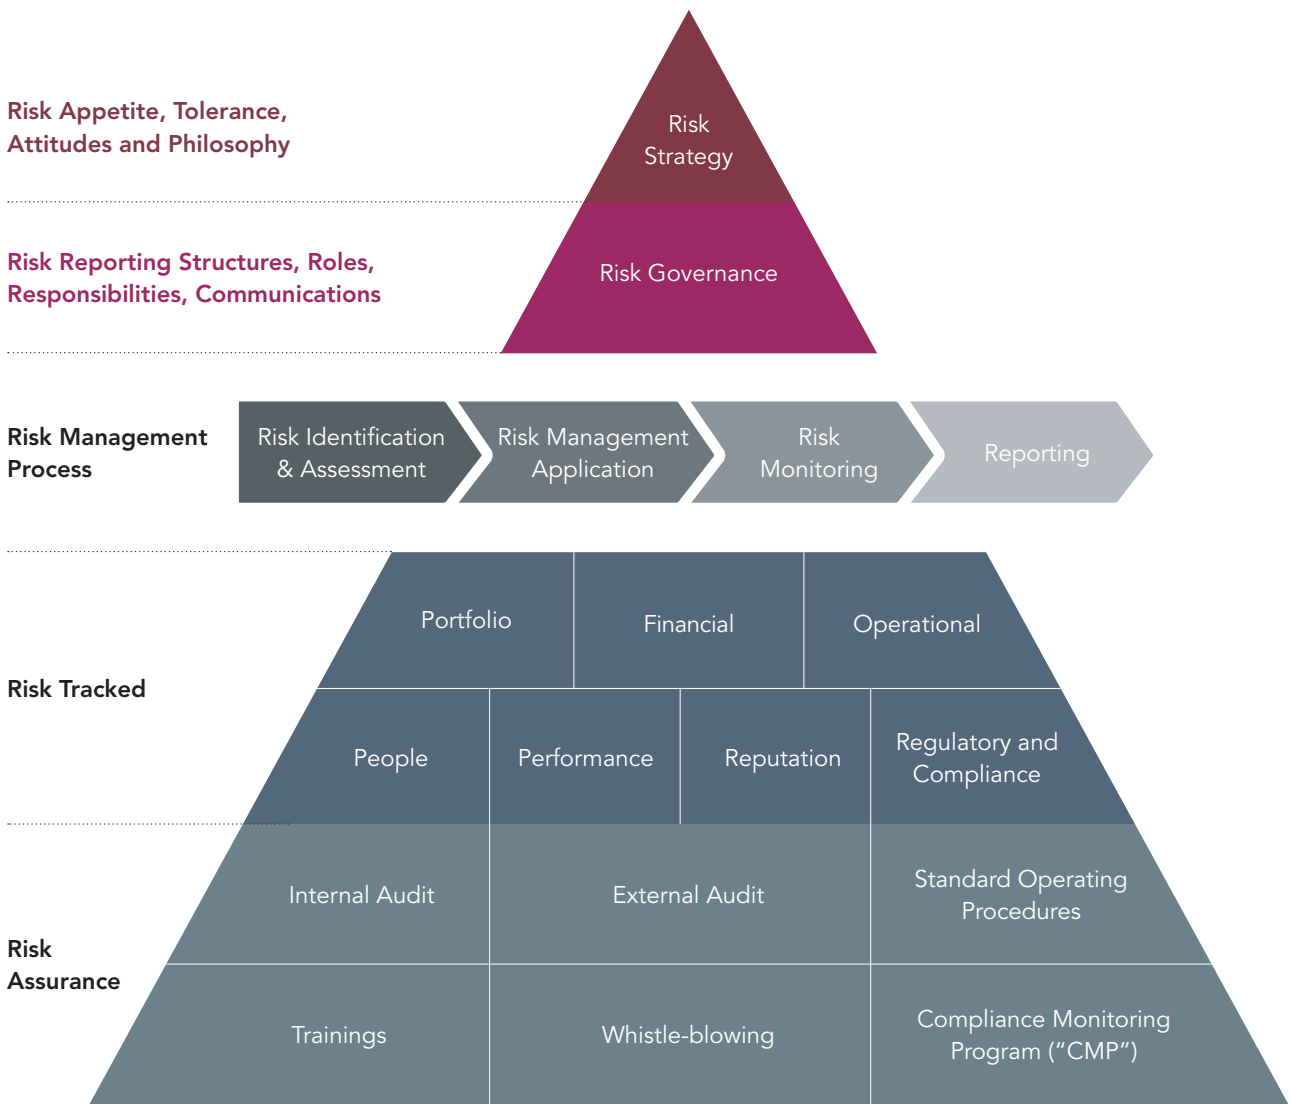 Risk Appetite, Tolerance,
Attitudes and Philosophy
Risk
Strategy
Risk Reporting Structures, Roles,
Responsibilities, Communications
Risk Governance
Risk Management
Process
Risk Identification
& Assessment
Risk Management
Application
Risk
Monitoring
Reporting
Risk Tracked
Portfolio
Financial
Operational
People
Performance
Reputation
Regulatory and
Compliance
Risk
Assurance
Internal Audit
External Audit
Standard Operating
Procedures
Trainings
Whistle-blowing
Compliance Monitoring
Program (“CMP”)